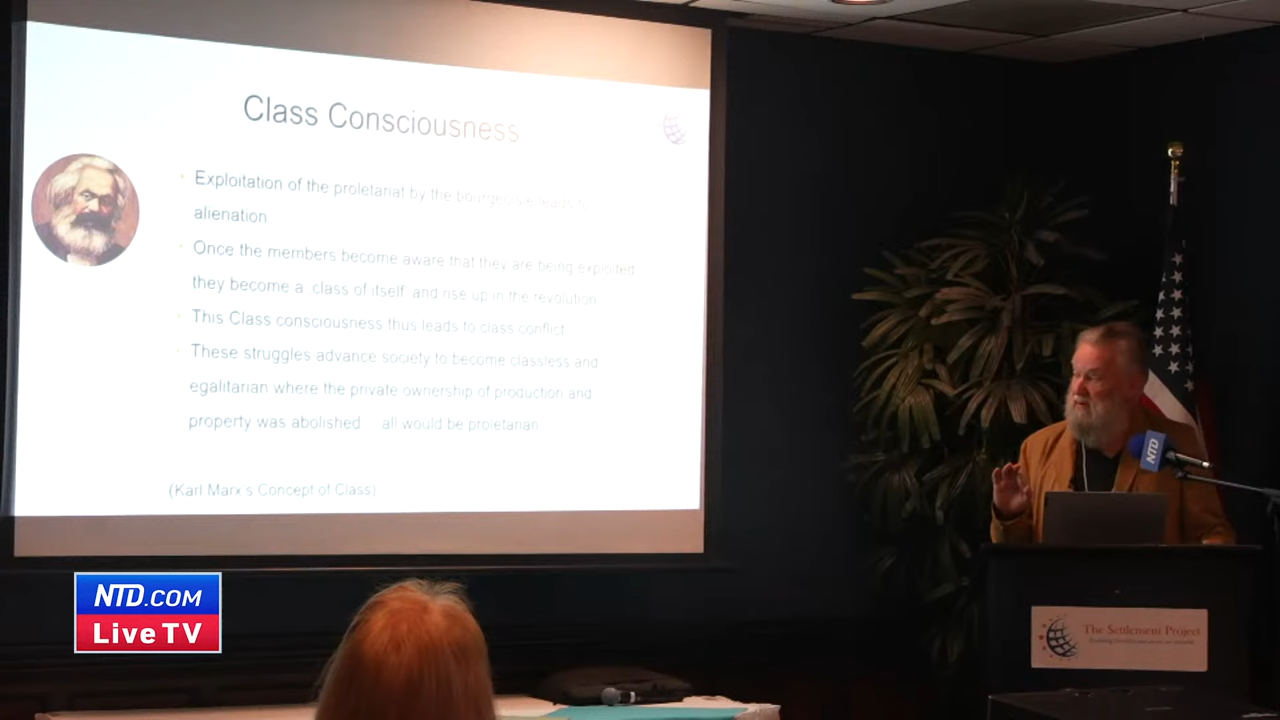 Class Consciousness
Exploitation of the proletariat by the bourgeoisie leads to
alienation
Once the members become aware that they are being exploited
they become a class of itself and rise up in the revolution
This Class consciousness thus leads to class conflict
These struggles advance society to become classless and
egalitarian where the private ownership of production and
property was abolished all would be proletarian
(Karl Marx's Concept of Class)
NTD
The Settlement Project
NTD.COM
Live TV